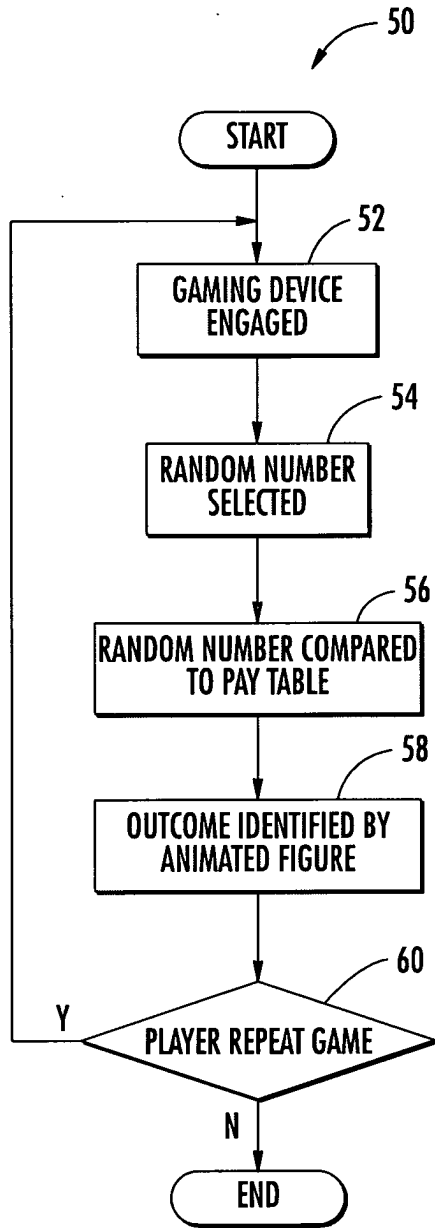 50
START
52
GAMING DEVICE
ENGAGED
54
RANDOM NUMBER
SELECTED
56
RANDOM NUMBER COMPARED
TO PAY TABLE
58
OUTCOME IDENTIFIED BY
ANIMATED FIGURE
60
Y
PLAYER REPEAT GAME
N
END